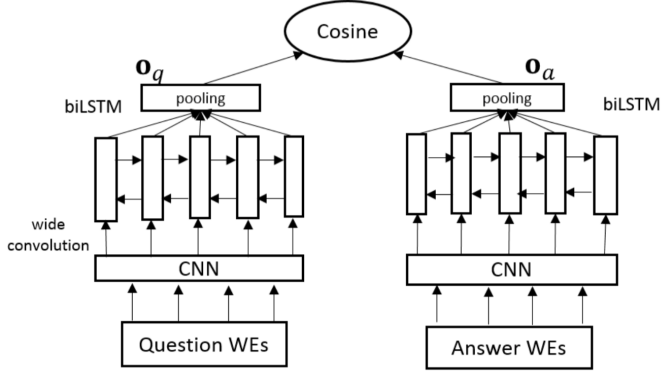 Cosine
o_q
o_a
biLSTM
pooling
pooling
biLSTM
wide
convolution
CNN
CNN
Question WEs
Answer WEs